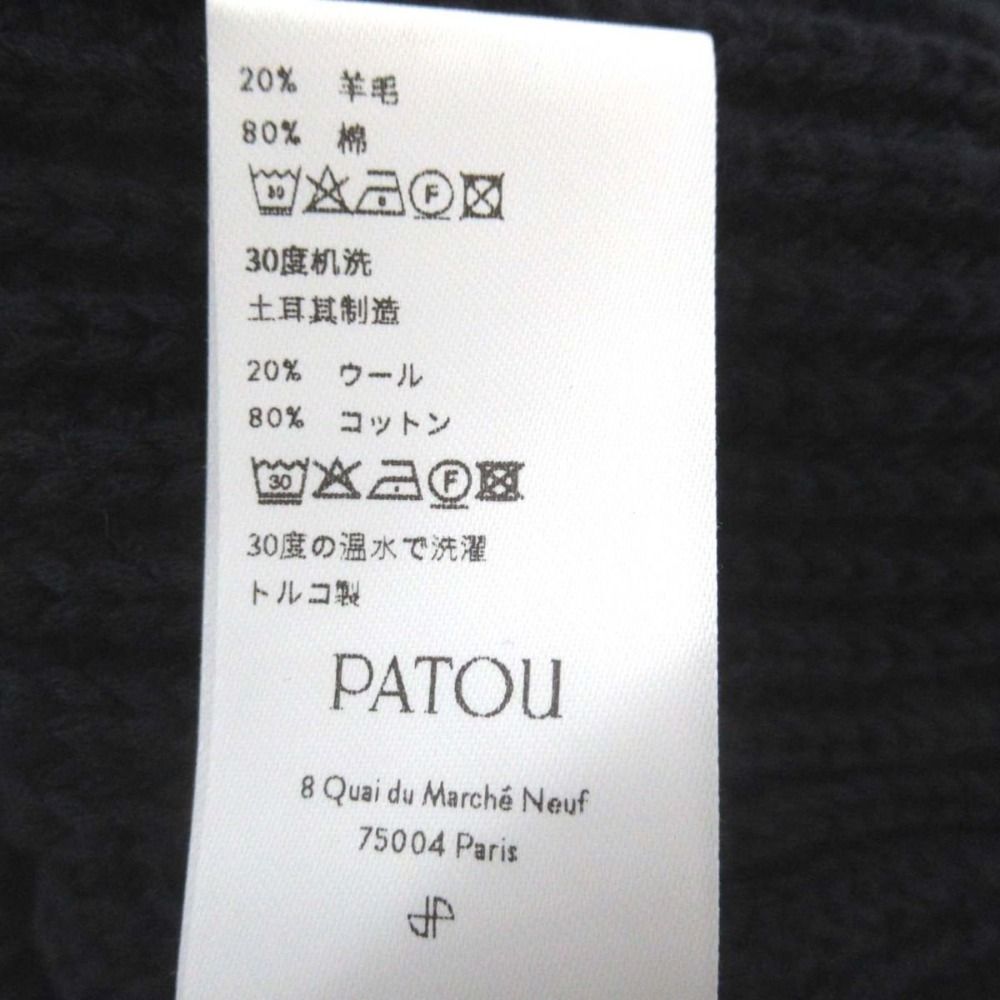 20% 羊毛
80% 棉
30 F
30度机洗
土耳其制造
20% ウール
80% コットン
30 F
30度の温水で洗濯
トルコ製
PATOU
8 Quai du Marché Neuf
75004 Paris
JP